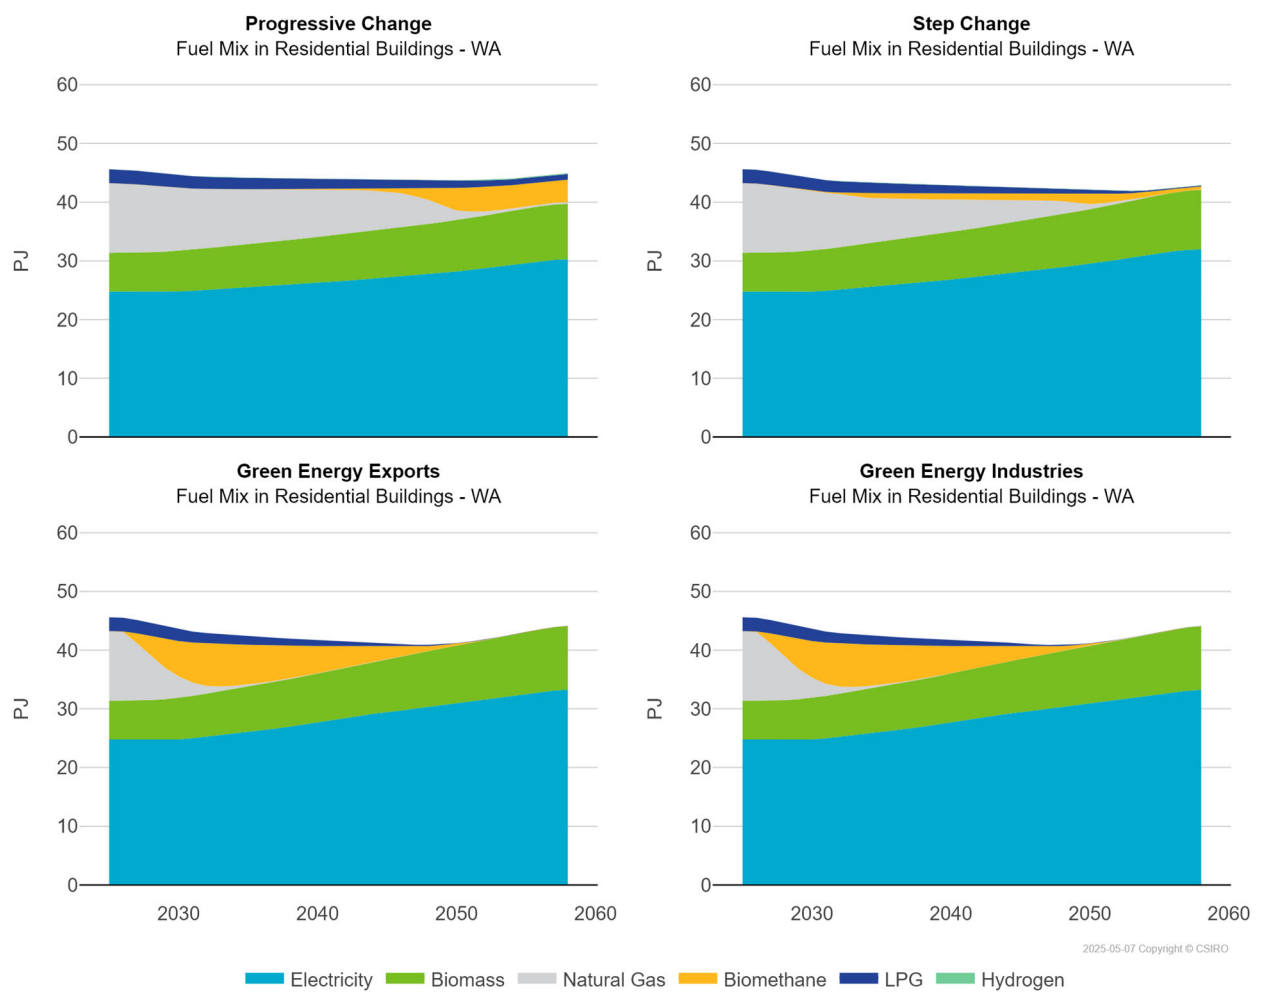 Progressive Change
Fuel Mix in Residential Buildings - WA
60
50
40
30
20
10
0
PJ
Step Change
Fuel Mix in Residential Buildings - WA
60
50
40
30
20
10
0
PJ
Green Energy Exports
Fuel Mix in Residential Buildings - WA
60
50
40
30
20
10
0
PJ
2030 2040 2050 2060
Green Energy Industries
Fuel Mix in Residential Buildings - WA
60
50
40
30
20
10
0
PJ
2030 2040 2050 2060
2025-05-07 Copyright © CSIRO
Electricity Biomass Natural Gas Biomethane LPG Hydrogen